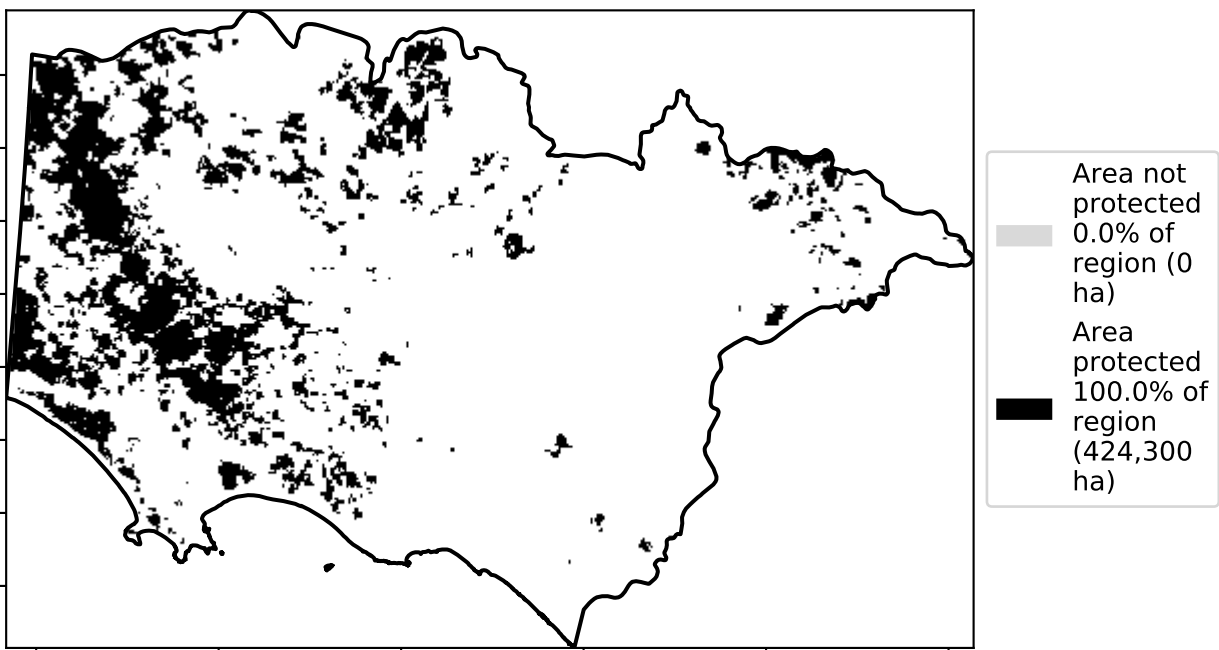 Area not
protected
0.0% of
region (0
ha)
Area
protected
100.0% of
region
(424,300
ha)